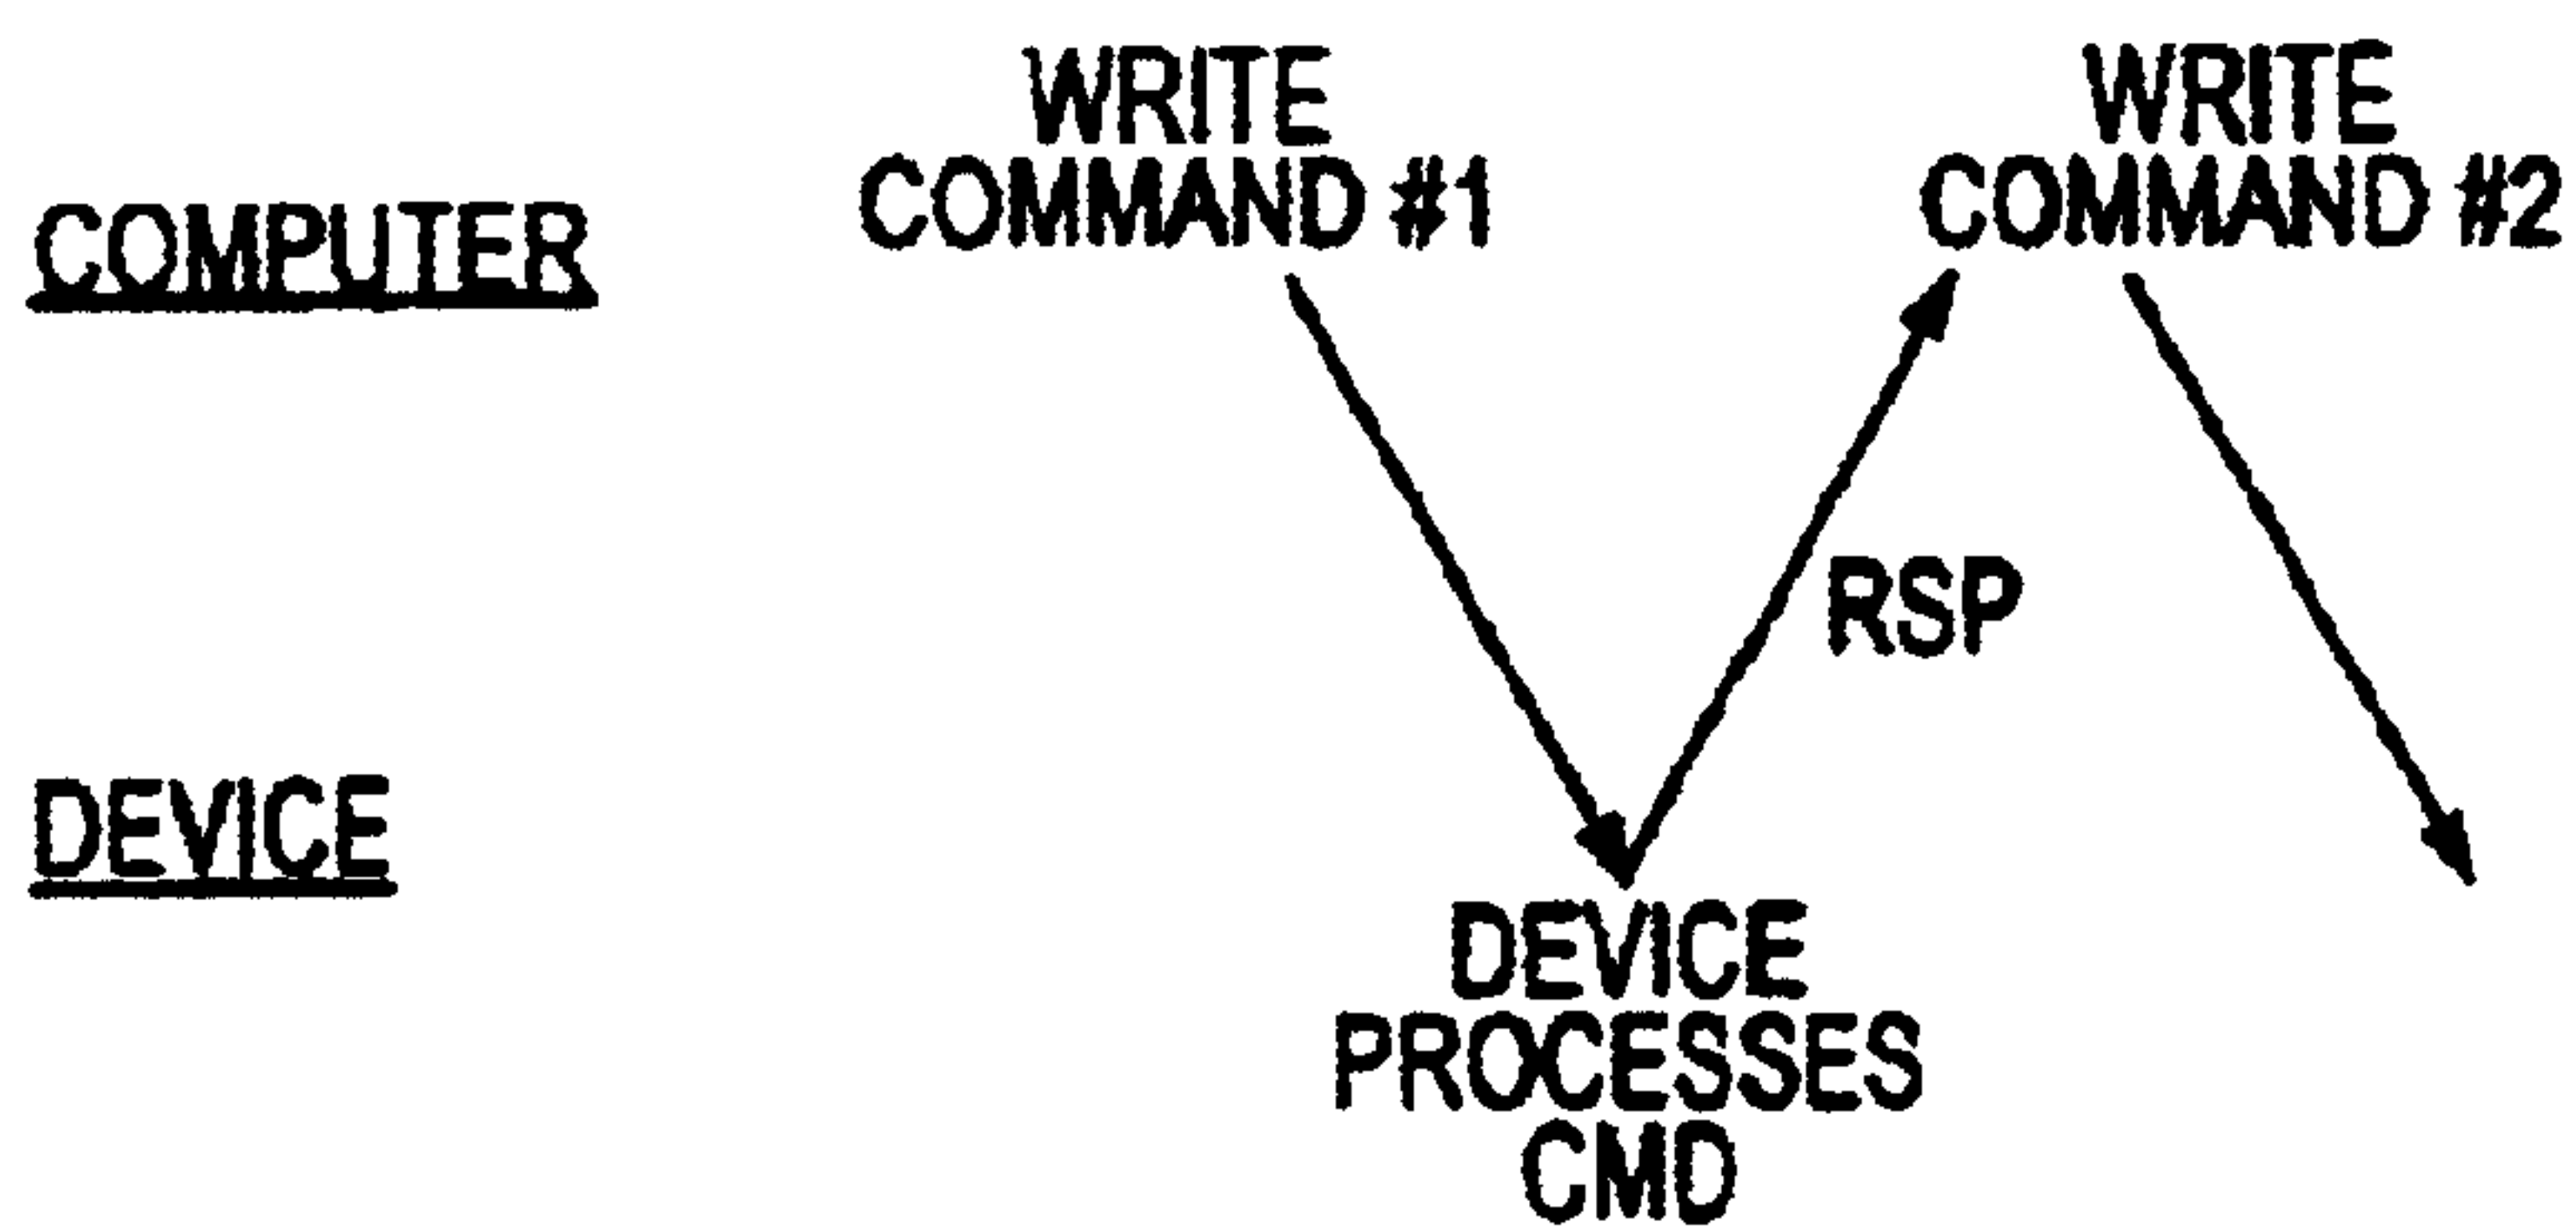 WRITE
COMMAND #1
WRITE
COMMAND #2
COMPUTER
RSP
DEVICE
DEVICE
PROCESSES
CMD